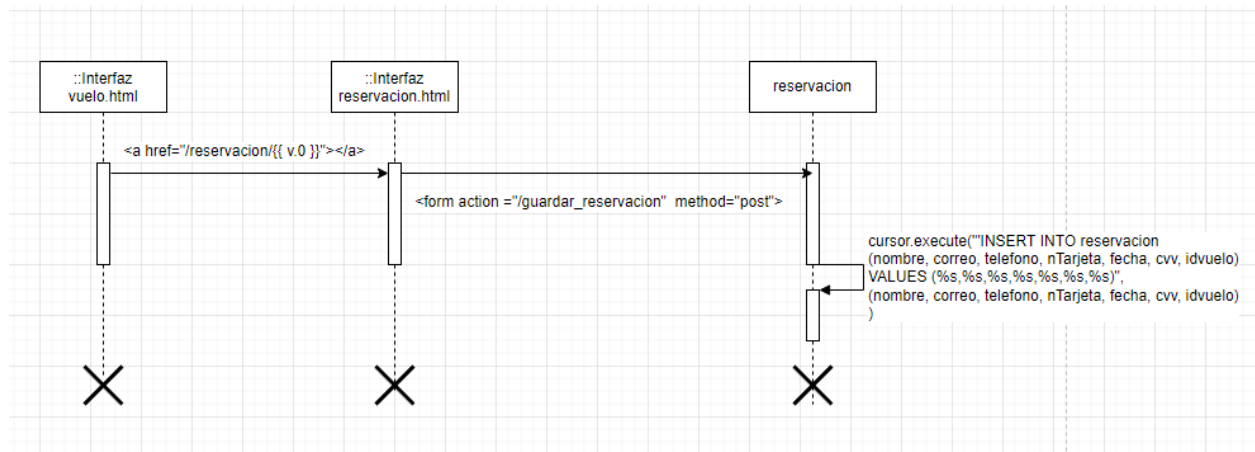 ::Interfaz
vuelo.html
::Interfaz
reservacion.html
reservacion
<a href="/reservacion/{{ v.0 }}"></a>
<form action ="/guardar_reservacion"  method="post">
cursor.execute("'INSERT INTO reservacion
(nombre, correo, telefono, nTarjeta, fecha, cvv, idvuelo)
VALUES (%s,%s,%s,%s,%s,%s,%s)",
(nombre, correo, telefono, nTarjeta, fecha, cvv, idvuelo)
)